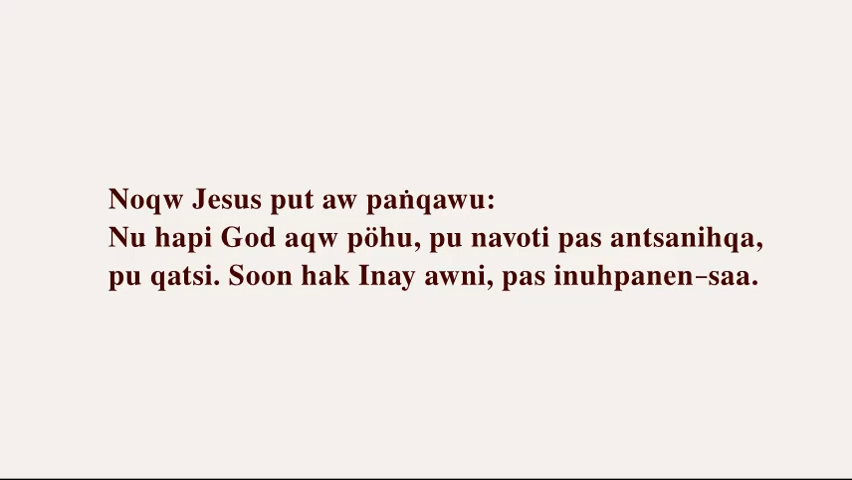 Noqw Jesus put aw paṅqawu:
Nu hapi God aqw pöhu, pu navoti pas antsanihqa,
pu qatsi. Soon hak Inay awni, pas inuhpanen-saa.